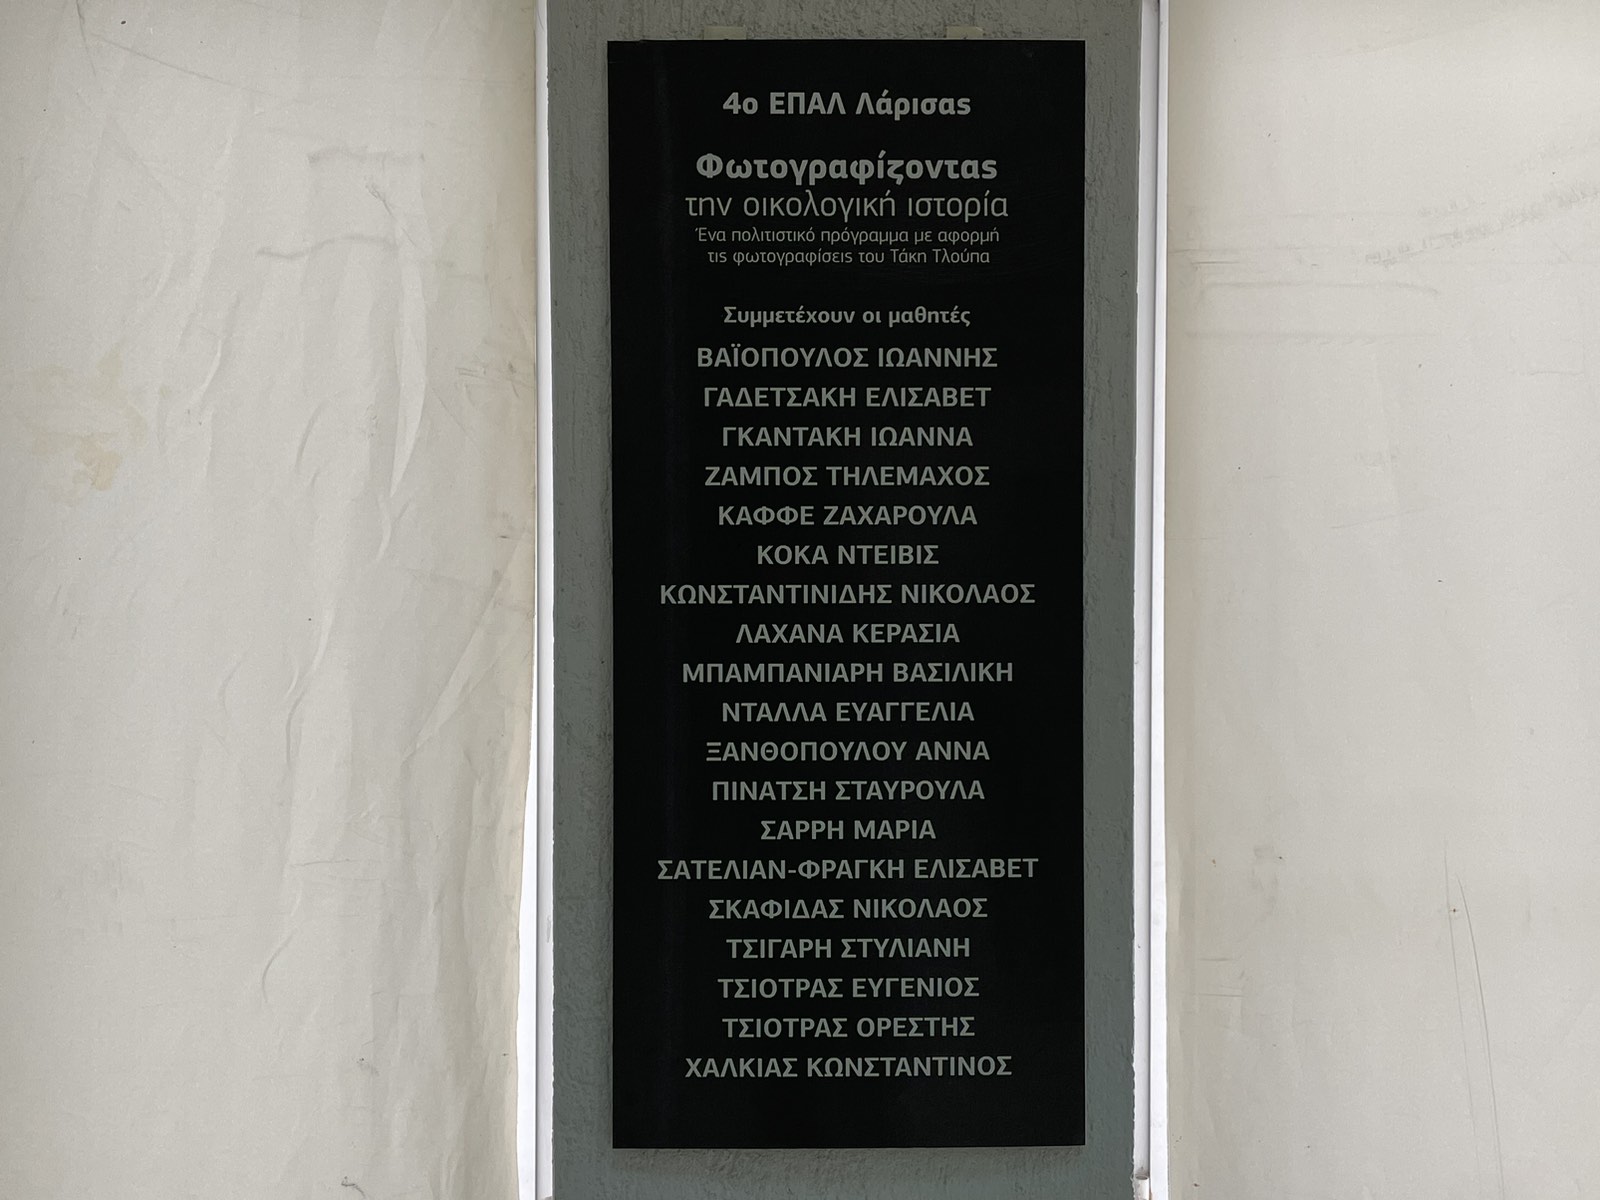 4ο ΕΠΑΛ Λάρισας
Φωτογραφίζοντας
την οικολογική ιστορία
Ένα πολιτιστικό πρόγραμμα με αφορμή
τις φωτογραφίσεις του Τάκη Τλούπα
Συμμετέχουν οι μαθητές
ΒΑΪΟΠΟΥΛΟΣ ΙΩΑΝΝΗΣ
ΓΑΔΕΤΣΑΚΗ ΕΛΙΣΑΒΕΤ
ΓΚΑΝΤΑΚΗ ΙΩΑΝΝΑ
ΖΑΜΠΟΣ ΤΗΛΕΜΑΧΟΣ
ΚΑΦΦΕ ΖΑΧΑΡΟΥΛΑ
ΚΟΚΑ ΝΤΕΙΒΙΣ
ΚΩΝΣΤΑΝΤΙΝΙΔΗΣ ΝΙΚΟΛΑΟΣ
ΛΑΧΑΝΑ ΚΕΡΑΣΙΑ
ΜΠΑΜΠΑΝΙΑΡΗ ΒΑΣΙΛΙΚΗ
ΝΤΑΛΛΑ ΕΥΑΓΓΕΛΙΑ
ΞΑΝΘΟΠΟΥΛΟΥ ΑΝΝΑ
ΠΙΝΑΤΣΗ ΣΤΑΥΡΟΥΛΑ
ΣΑΡΡΗ ΜΑΡΙΑ
ΣΑΤΕΛΙΑΝ-ΦΡΑΓΚΗ ΕΛΙΣΑΒΕΤ
ΣΚΑΦΙΔΑΣ ΝΙΚΟΛΑΟΣ
ΤΣΙΓΑΡΗ ΣΤΥΛΙΑΝΗ
ΤΣΙΟΤΡΑΣ ΕΥΓΕΝΙΟΣ
ΤΣΙΟΤΡΑΣ ΟΡΕΣΤΗΣ
ΧΑΛΚΙΑΣ ΚΩΝΣΤΑΝΤΙΝΟΣ